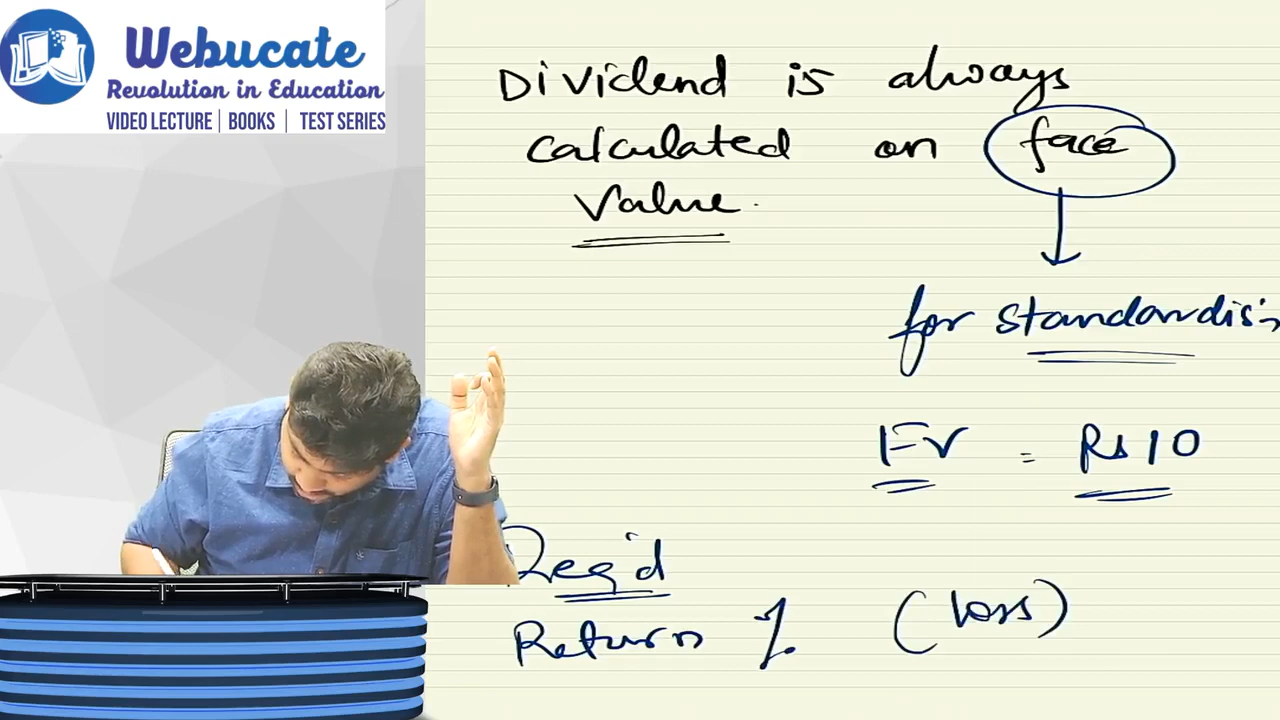 Webucate
Revolution in Education
VIDEO LECTURE | BOOKS | TEST SERIES
Dividend is always
calculated on face
Value.
for
FV = Rs 10
Req'd
Return % (loss)